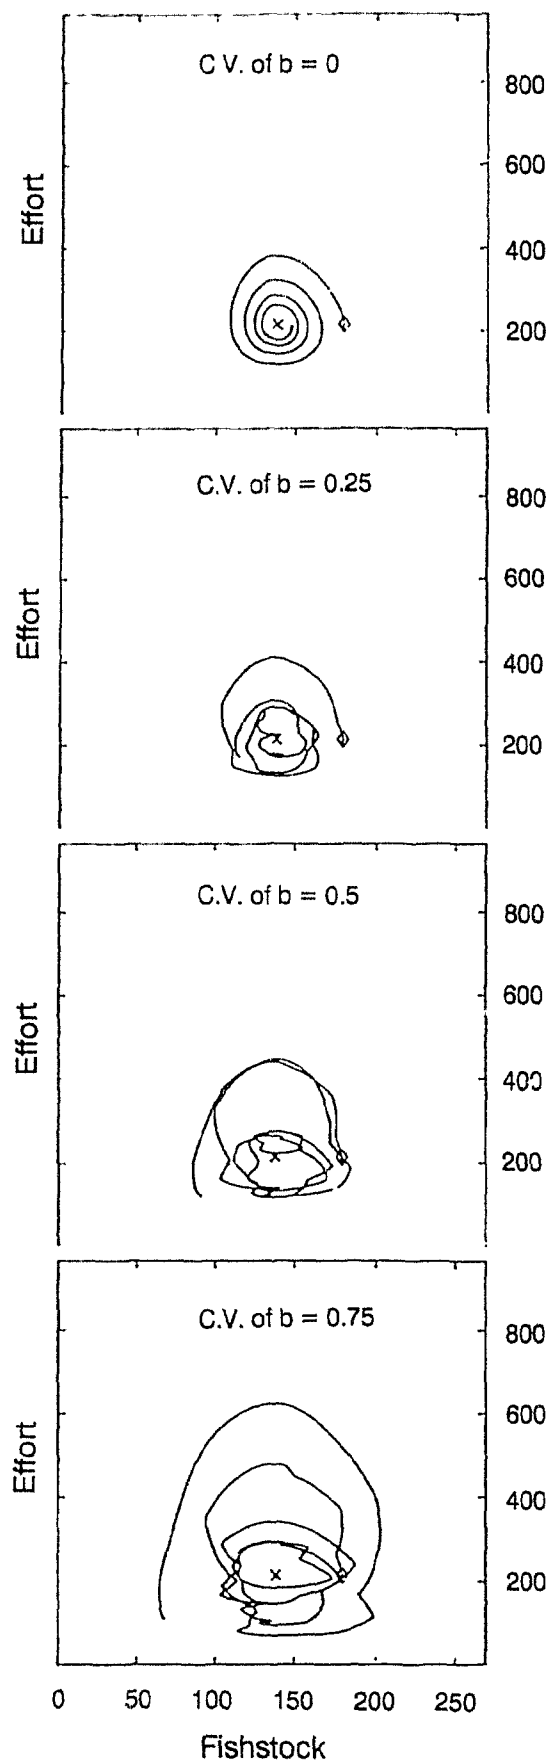 C V. of b = 0
800
600
400
200
Effort
C.V. of b = 0.25
800
600
400
200
Effort
C.V. of b = 0.5
800
600
400
200
Effort
C.V. of b = 0.75
800
600
400
200
Effort
0 50 100 150 200 250
Fishstock